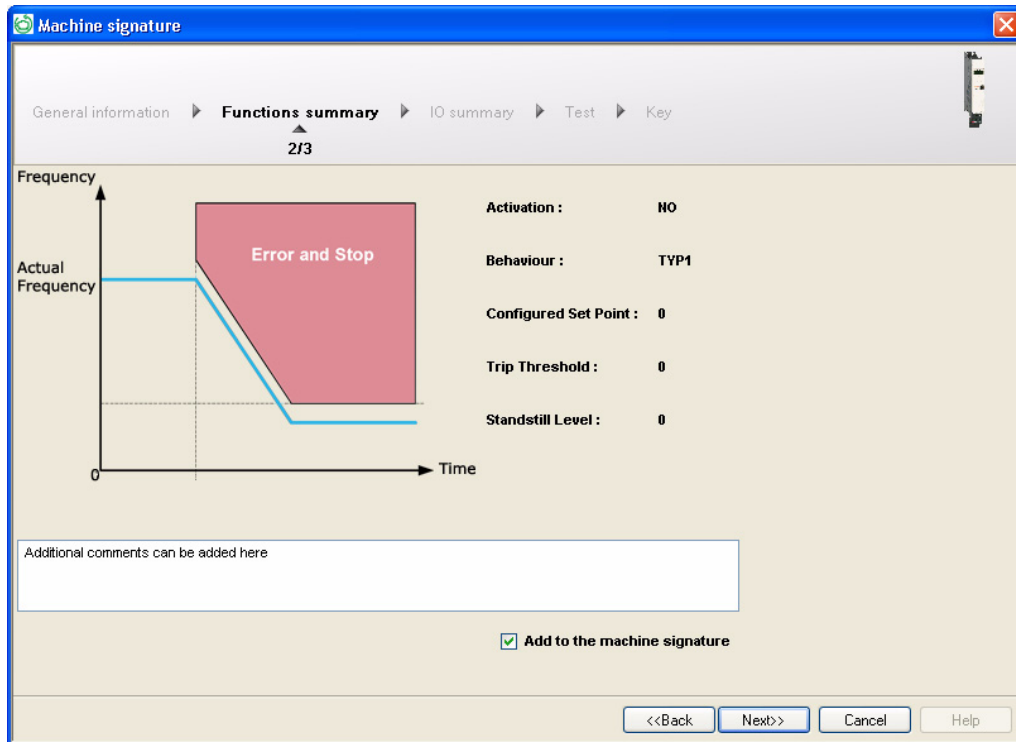 Machine signature
General information Functions summary IO summary Test Key
2/3
Frequency
Actual
Frequency
Error and Stop
0
Time
Activation : NO
Behaviour : TYP1
Configured Set Point : 0
Trip Threshold : 0
Standstill Level : 0
Additional comments can be added here
Add to the machine signature
<<Back Next>> Cancel Help